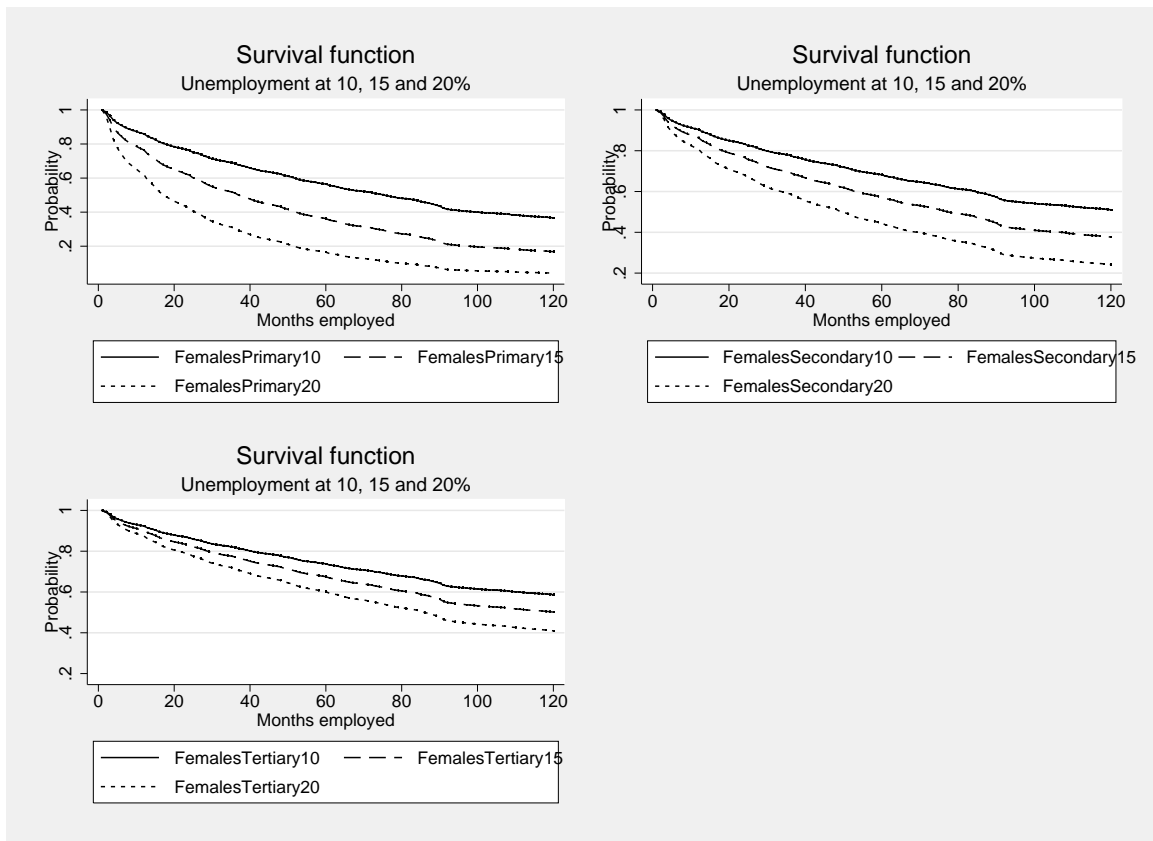 Survival function
Unemployment at 10, 15 and 20%
Probability
1
.8
.6
.4
.2
0 20 40 60 80 100 120
Months employed
FemalesPrimary10 FemalesPrimary15
FemalesPrimary20
Survival function
Unemployment at 10, 15 and 20%
Probability
1
.8
.6
.4
.2
0 20 40 60 80 100 120
Months employed
FemalesSecondary10 FemalesSecondary15
FemalesSecondary20
Survival function
Unemployment at 10, 15 and 20%
Probability
1
.8
.6
.4
.2
0 20 40 60 80 100 120
Months employed
FemalesTertiary10 FemalesTertiary15
FemalesTertiary20